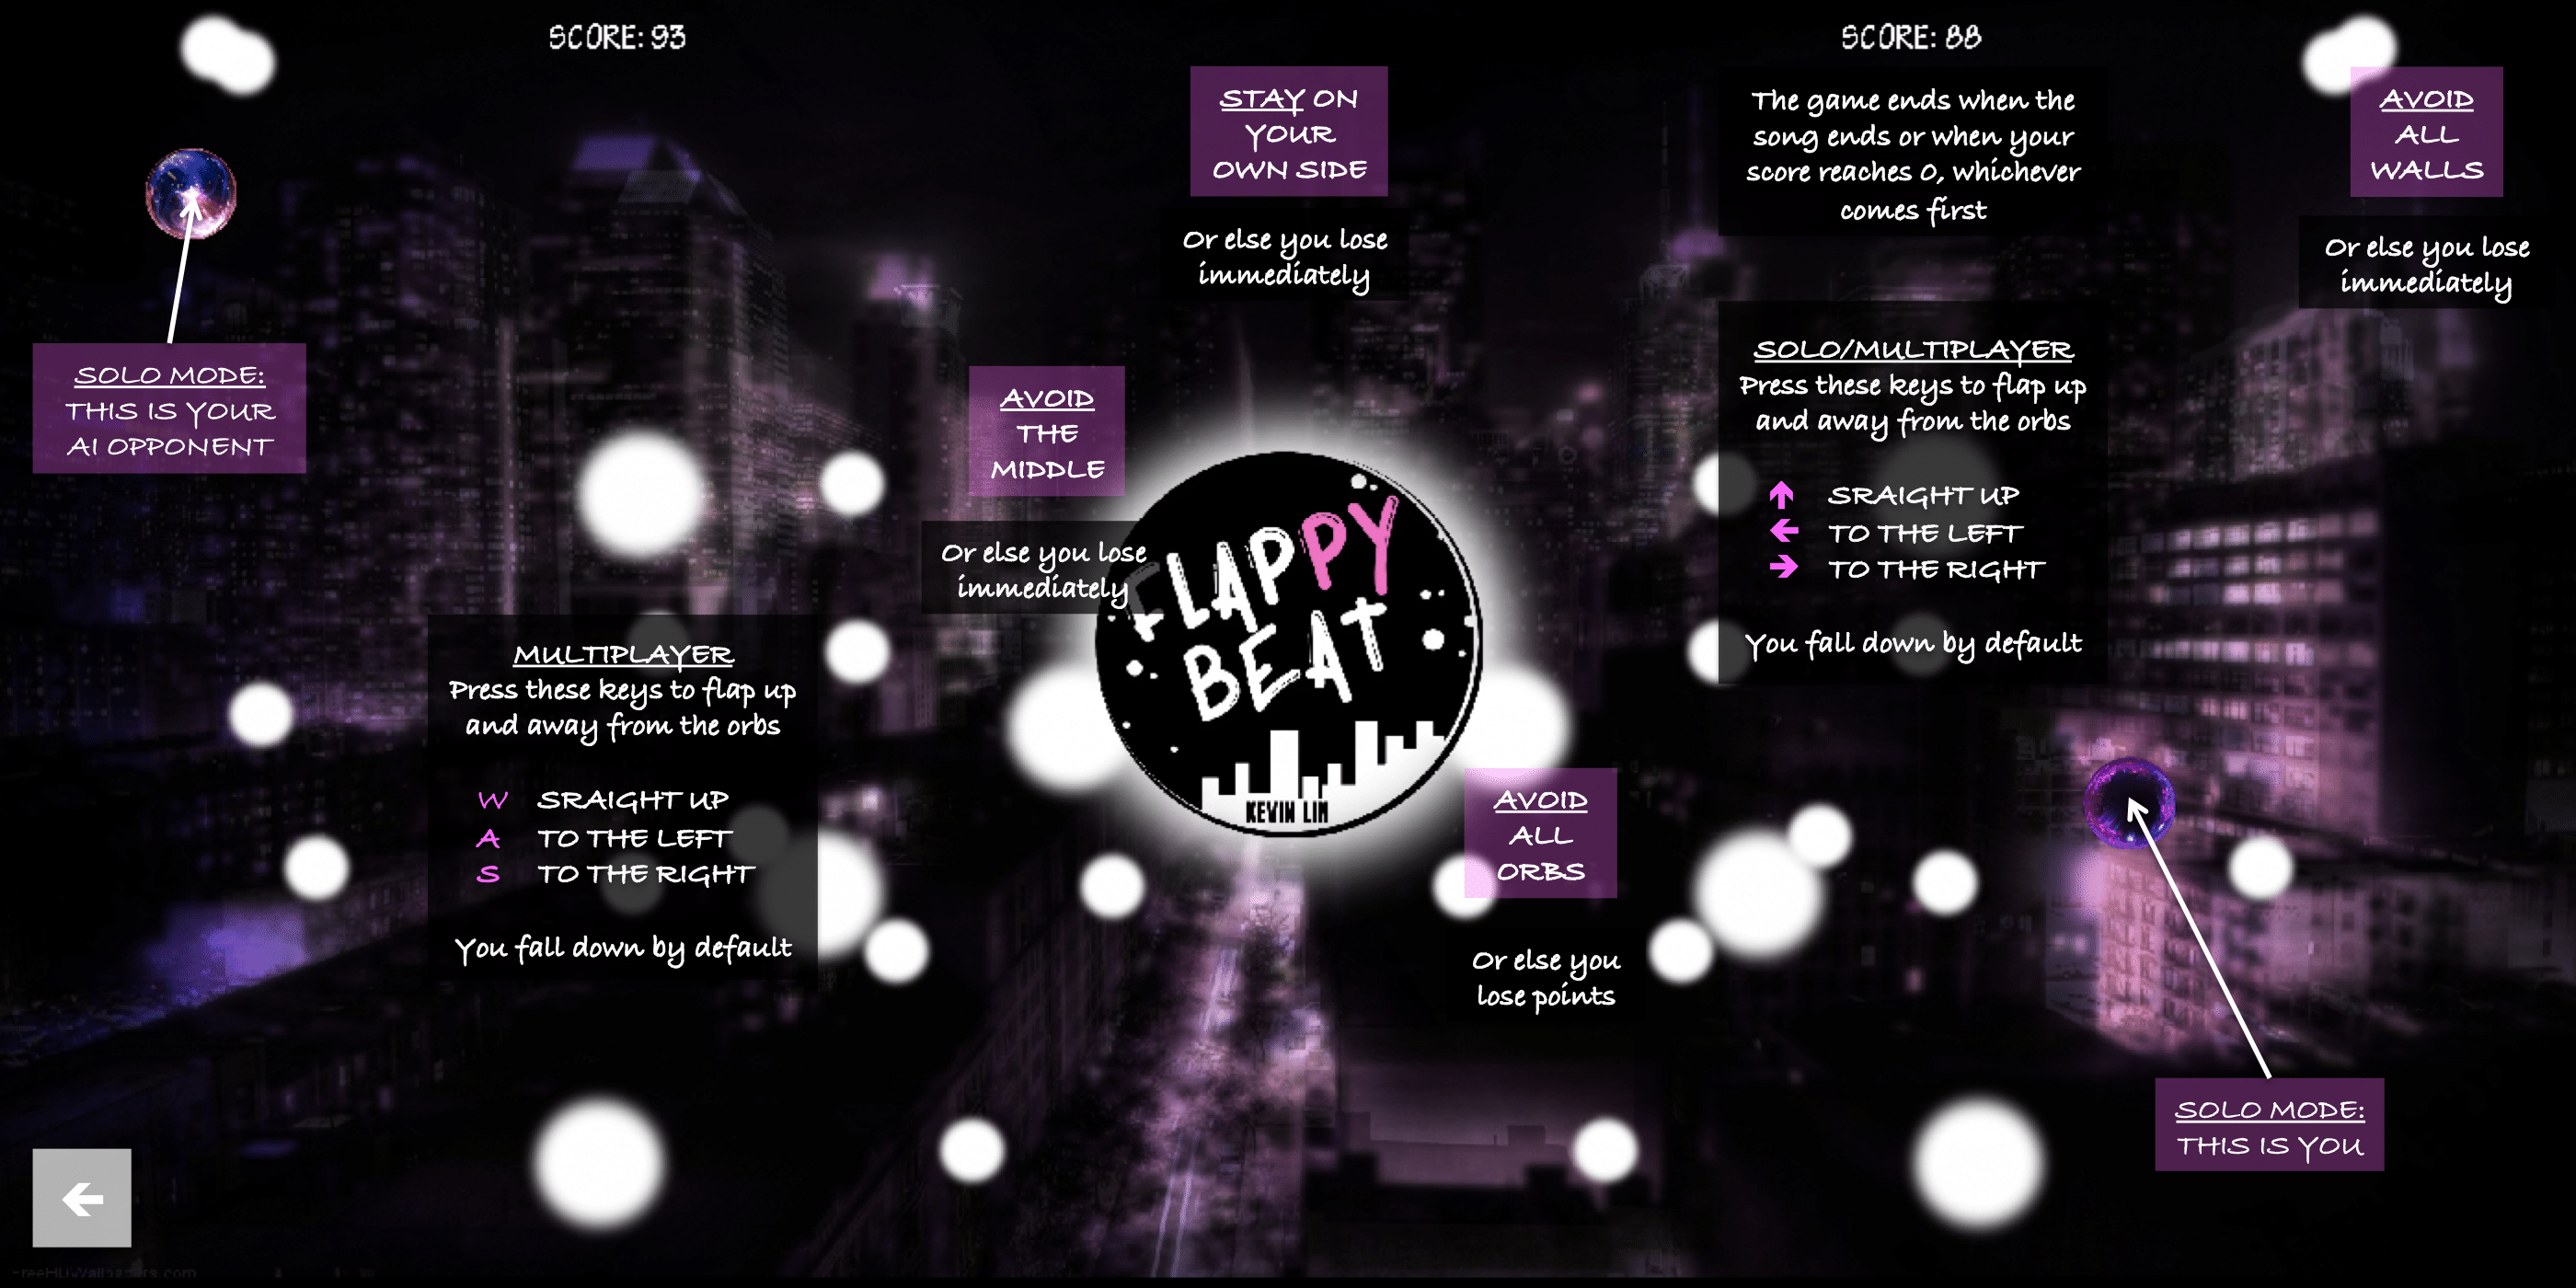 SCORE: 93
SCORE: 88
STAY ON
YOUR
OWN SIDE
Or else you lose
immediately
The game ends when the
song ends or when your
score reaches 0, whichever
comes first
AVOID
ALL
WALLS
Or else you lose
immediately
SOLO MODE:
THIS IS YOUR
AI OPPONENT
AVOID
THE
MIDDLE
Or else you lose
immediately
SOLO/MULTIPLAYER
Press these keys to flap up
and away from the orbs
↑ SRAIGHT UP
← TO THE LEFT
→ TO THE RIGHT
You fall down by default
FLAPPY
BEAT
KEVIN LIM
MULTIPLAYER
Press these keys to flap up
and away from the orbs
W SRAIGHT UP
A TO THE LEFT
S TO THE RIGHT
You fall down by default
AVOID
ALL
ORBS
Or else you
lose points
SOLO MODE:
THIS IS YOU